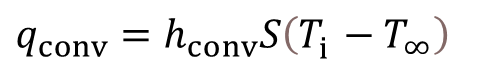 q_conv = h_conv S(T_i − T_∞)